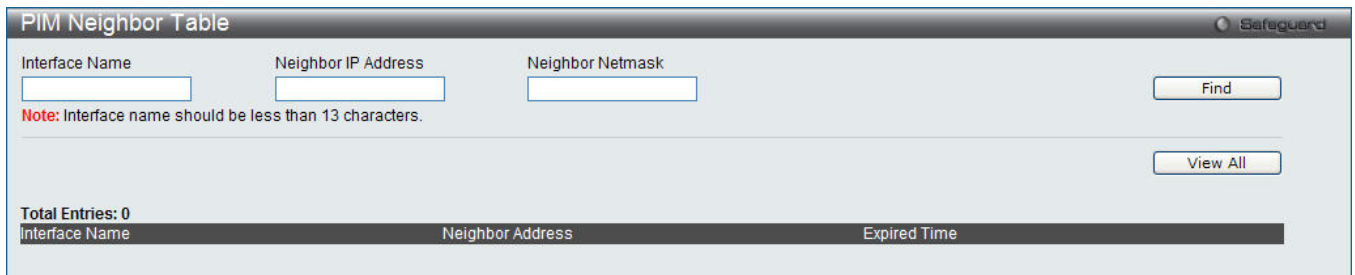 PIM Neighbor Table
Safeguard
Interface Name Neighbor IP Address Neighbor Netmask
Find
Note: Interface name should be less than 13 characters.
View All
Total Entries: 0
Interface Name Neighbor Address Expired Time